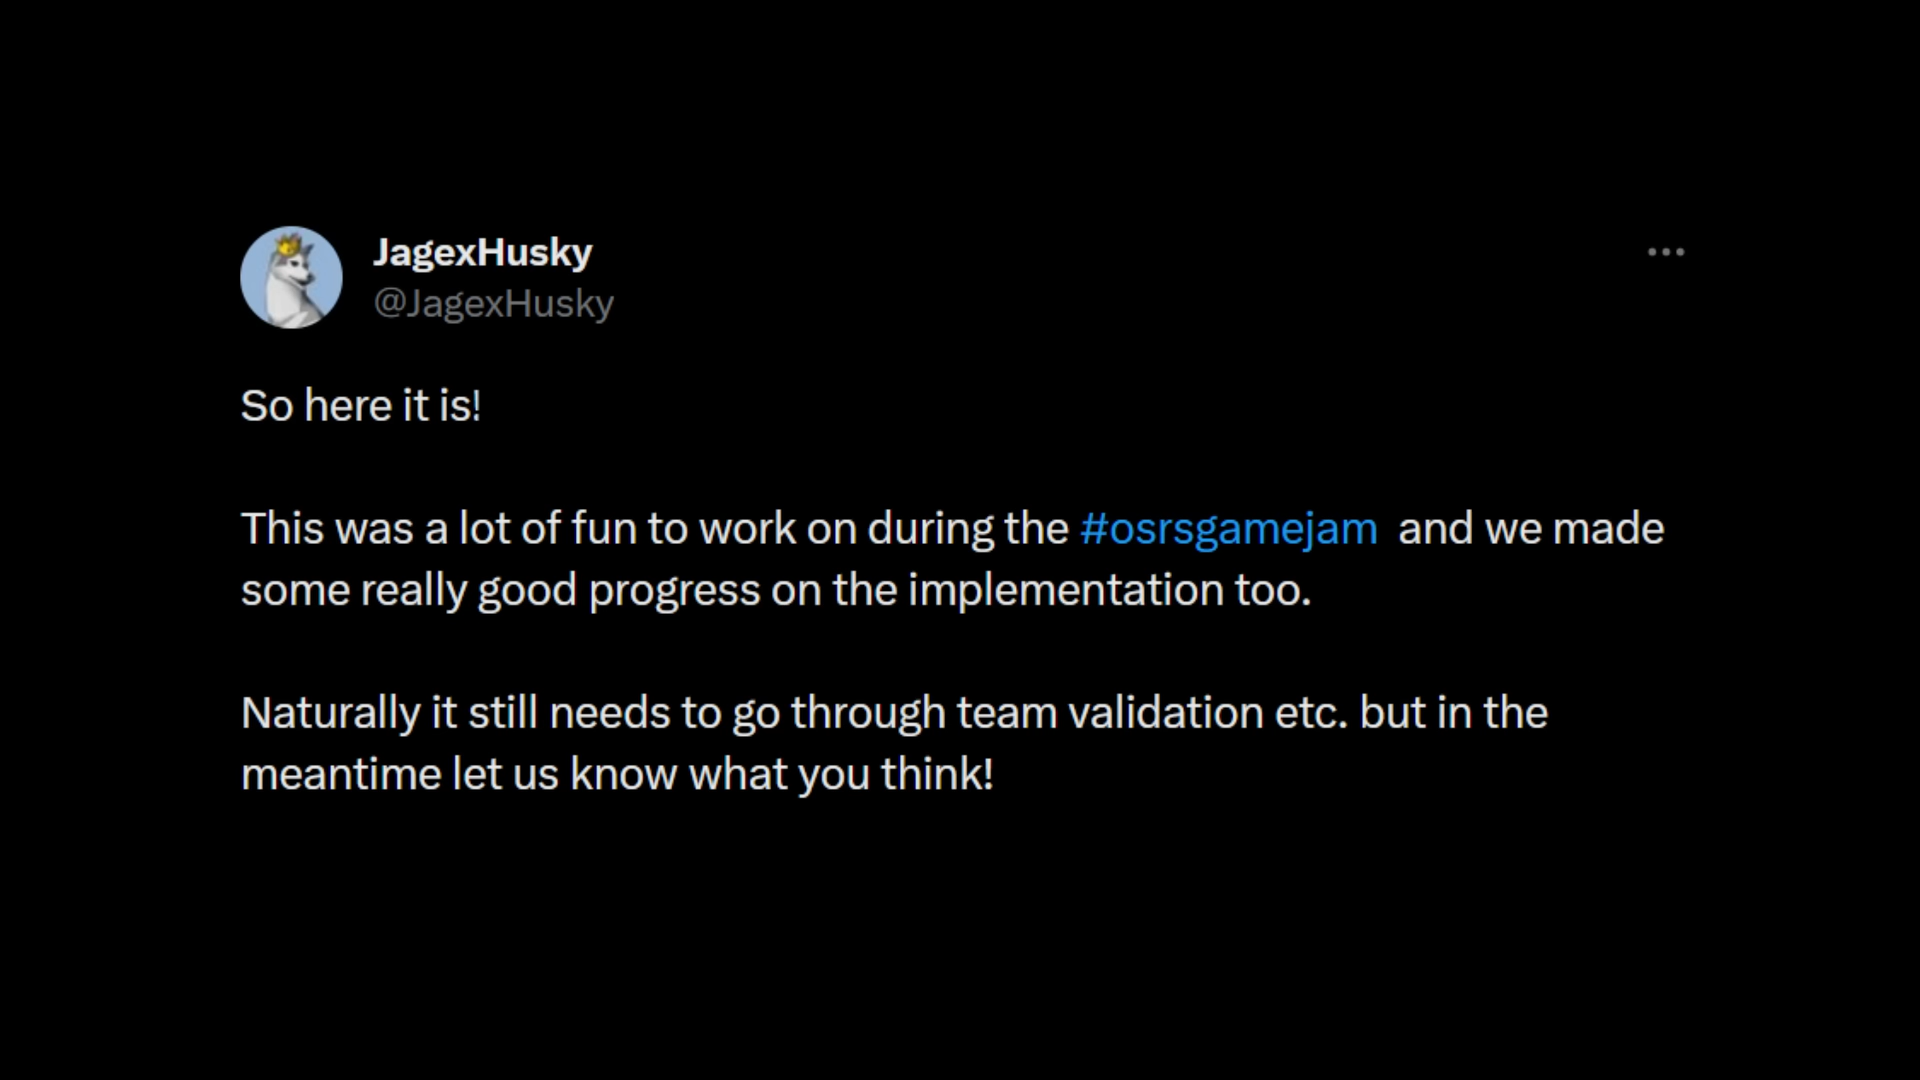 JagexHusky
@JagexHusky
So here it is!
This was a lot of fun to work on during the #osrsgamejam and we made
some really good progress on the implementation too.
Naturally it still needs to go through team validation etc. but in the
meantime let us know what you think!